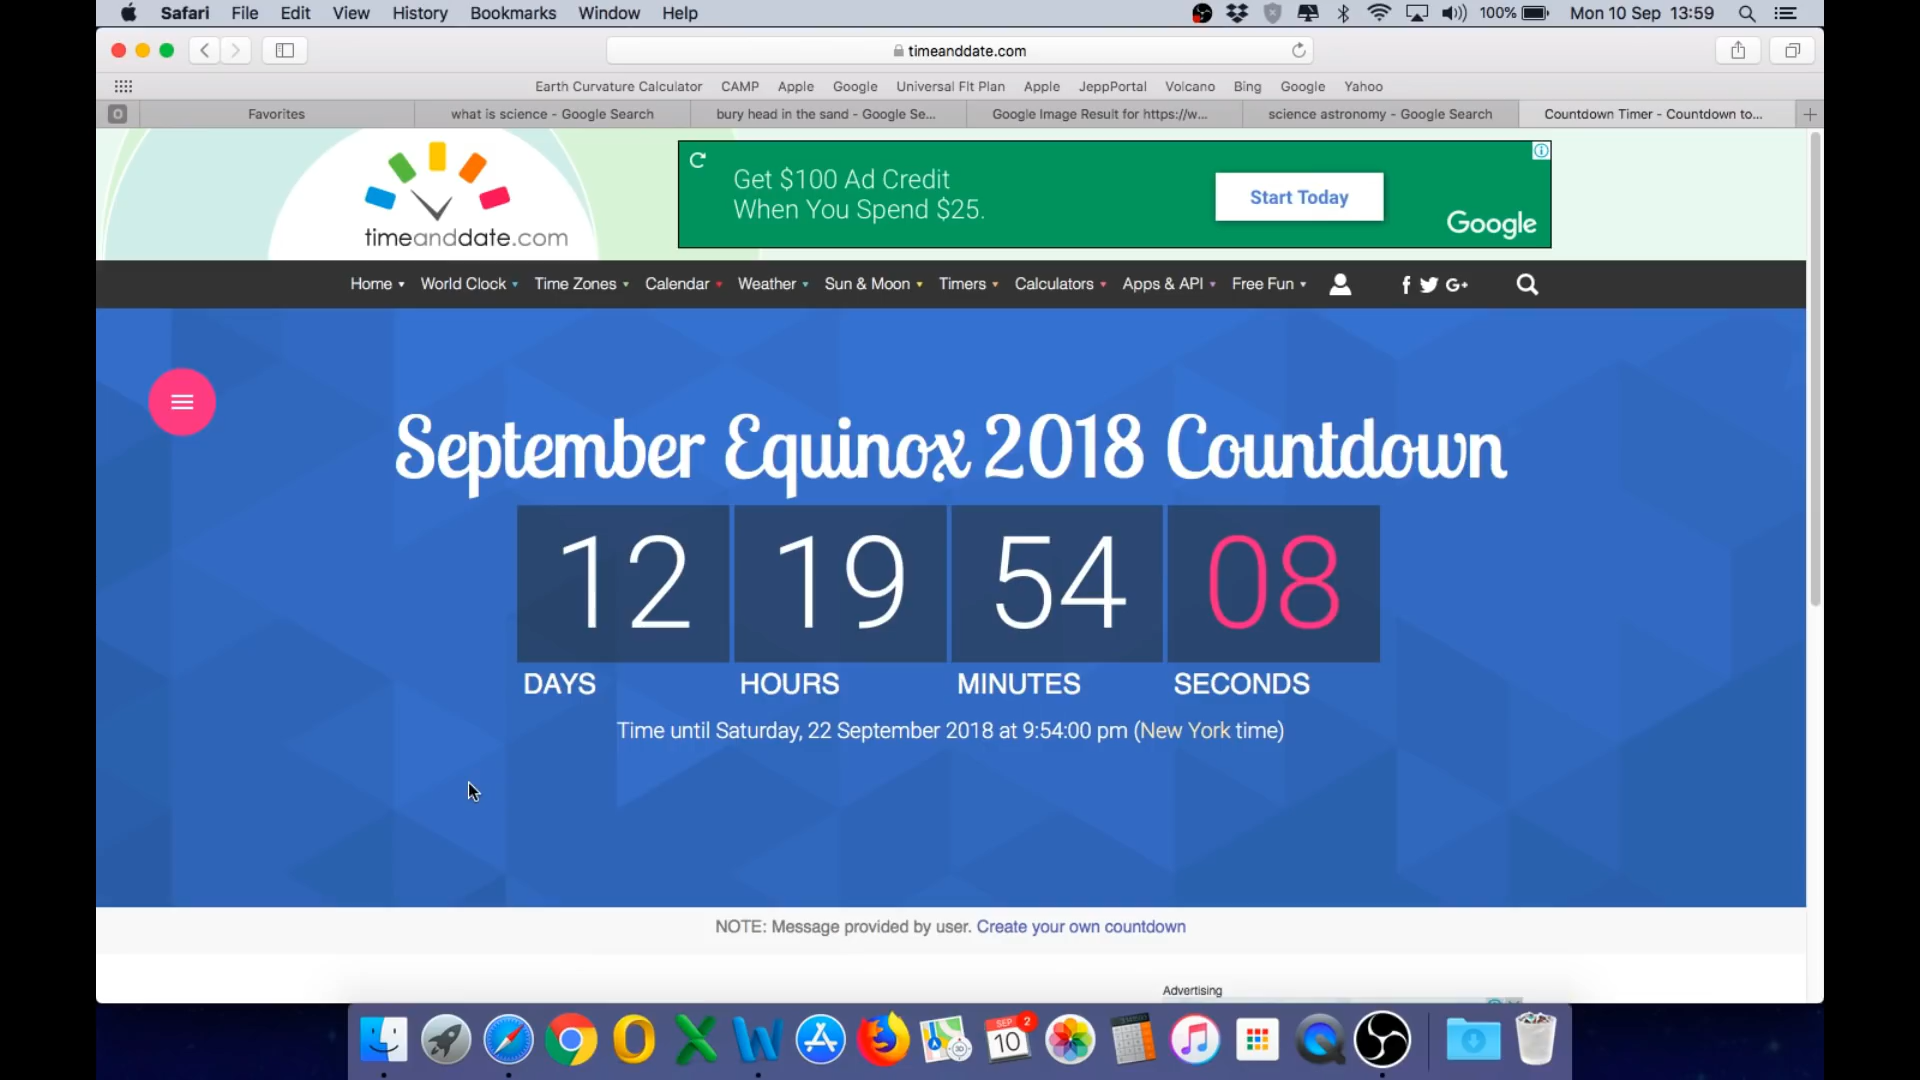 Safari File Edit View History Bookmarks Window Help 100% Mon 10 Sep 13:59
timeanddate.com
Earth Curvature Calculator CAMP Apple Google Universal Flt Plan Apple JeppPortal Volcano Bing Google Yahoo
O Favorites what is science - Google Search bury head in the sand - Google Se... Google Image Result for https://w... science astronomy - Google Search Countdown Timer - Countdown to...
timeanddate.com
Get $100 Ad Credit
When You Spend $25.
Start Today
Google
Home World Clock Time Zones Calendar Weather Sun & Moon Timers Calculators Apps & API Free Fun f G+
September Equinox 2018 Countdown
12 19 54 08
DAYS HOURS MINUTES SECONDS
Time until Saturday, 22 September 2018 at 9:54:00 pm (New York time)
NOTE: Message provided by user. Create your own countdown
Advertising
SEP 2
10
3D